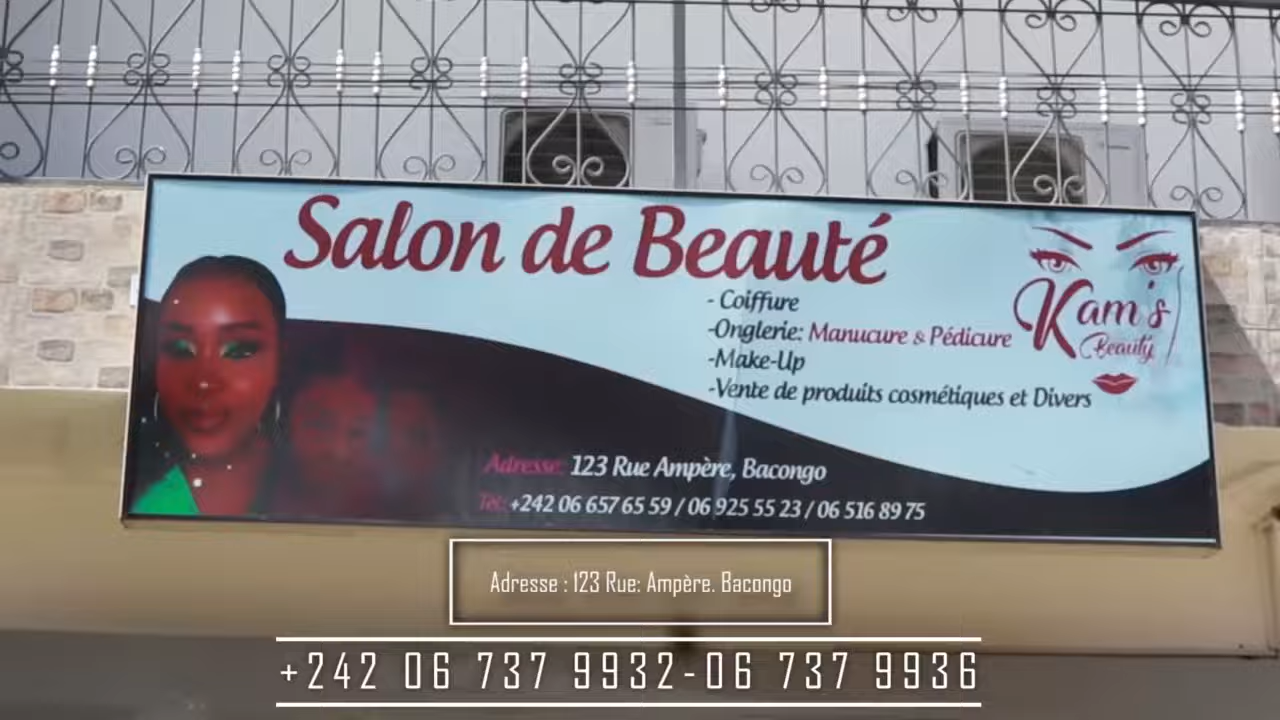 Salon de Beauté
- Coiffure
-Onglerie: Manucure & Pédicure
-Make-Up
-Vente de produits cosmétiques et Divers
Kam's
Beauty
Adresse: 123 Rue Ampère, Bacongo
Tel: +242 06 657 65 59 / 06 925 55 23 / 06 516 89 75
Adresse : 123 Rue: Ampère. Bacongo
+242 06 737 9932-06 737 9936